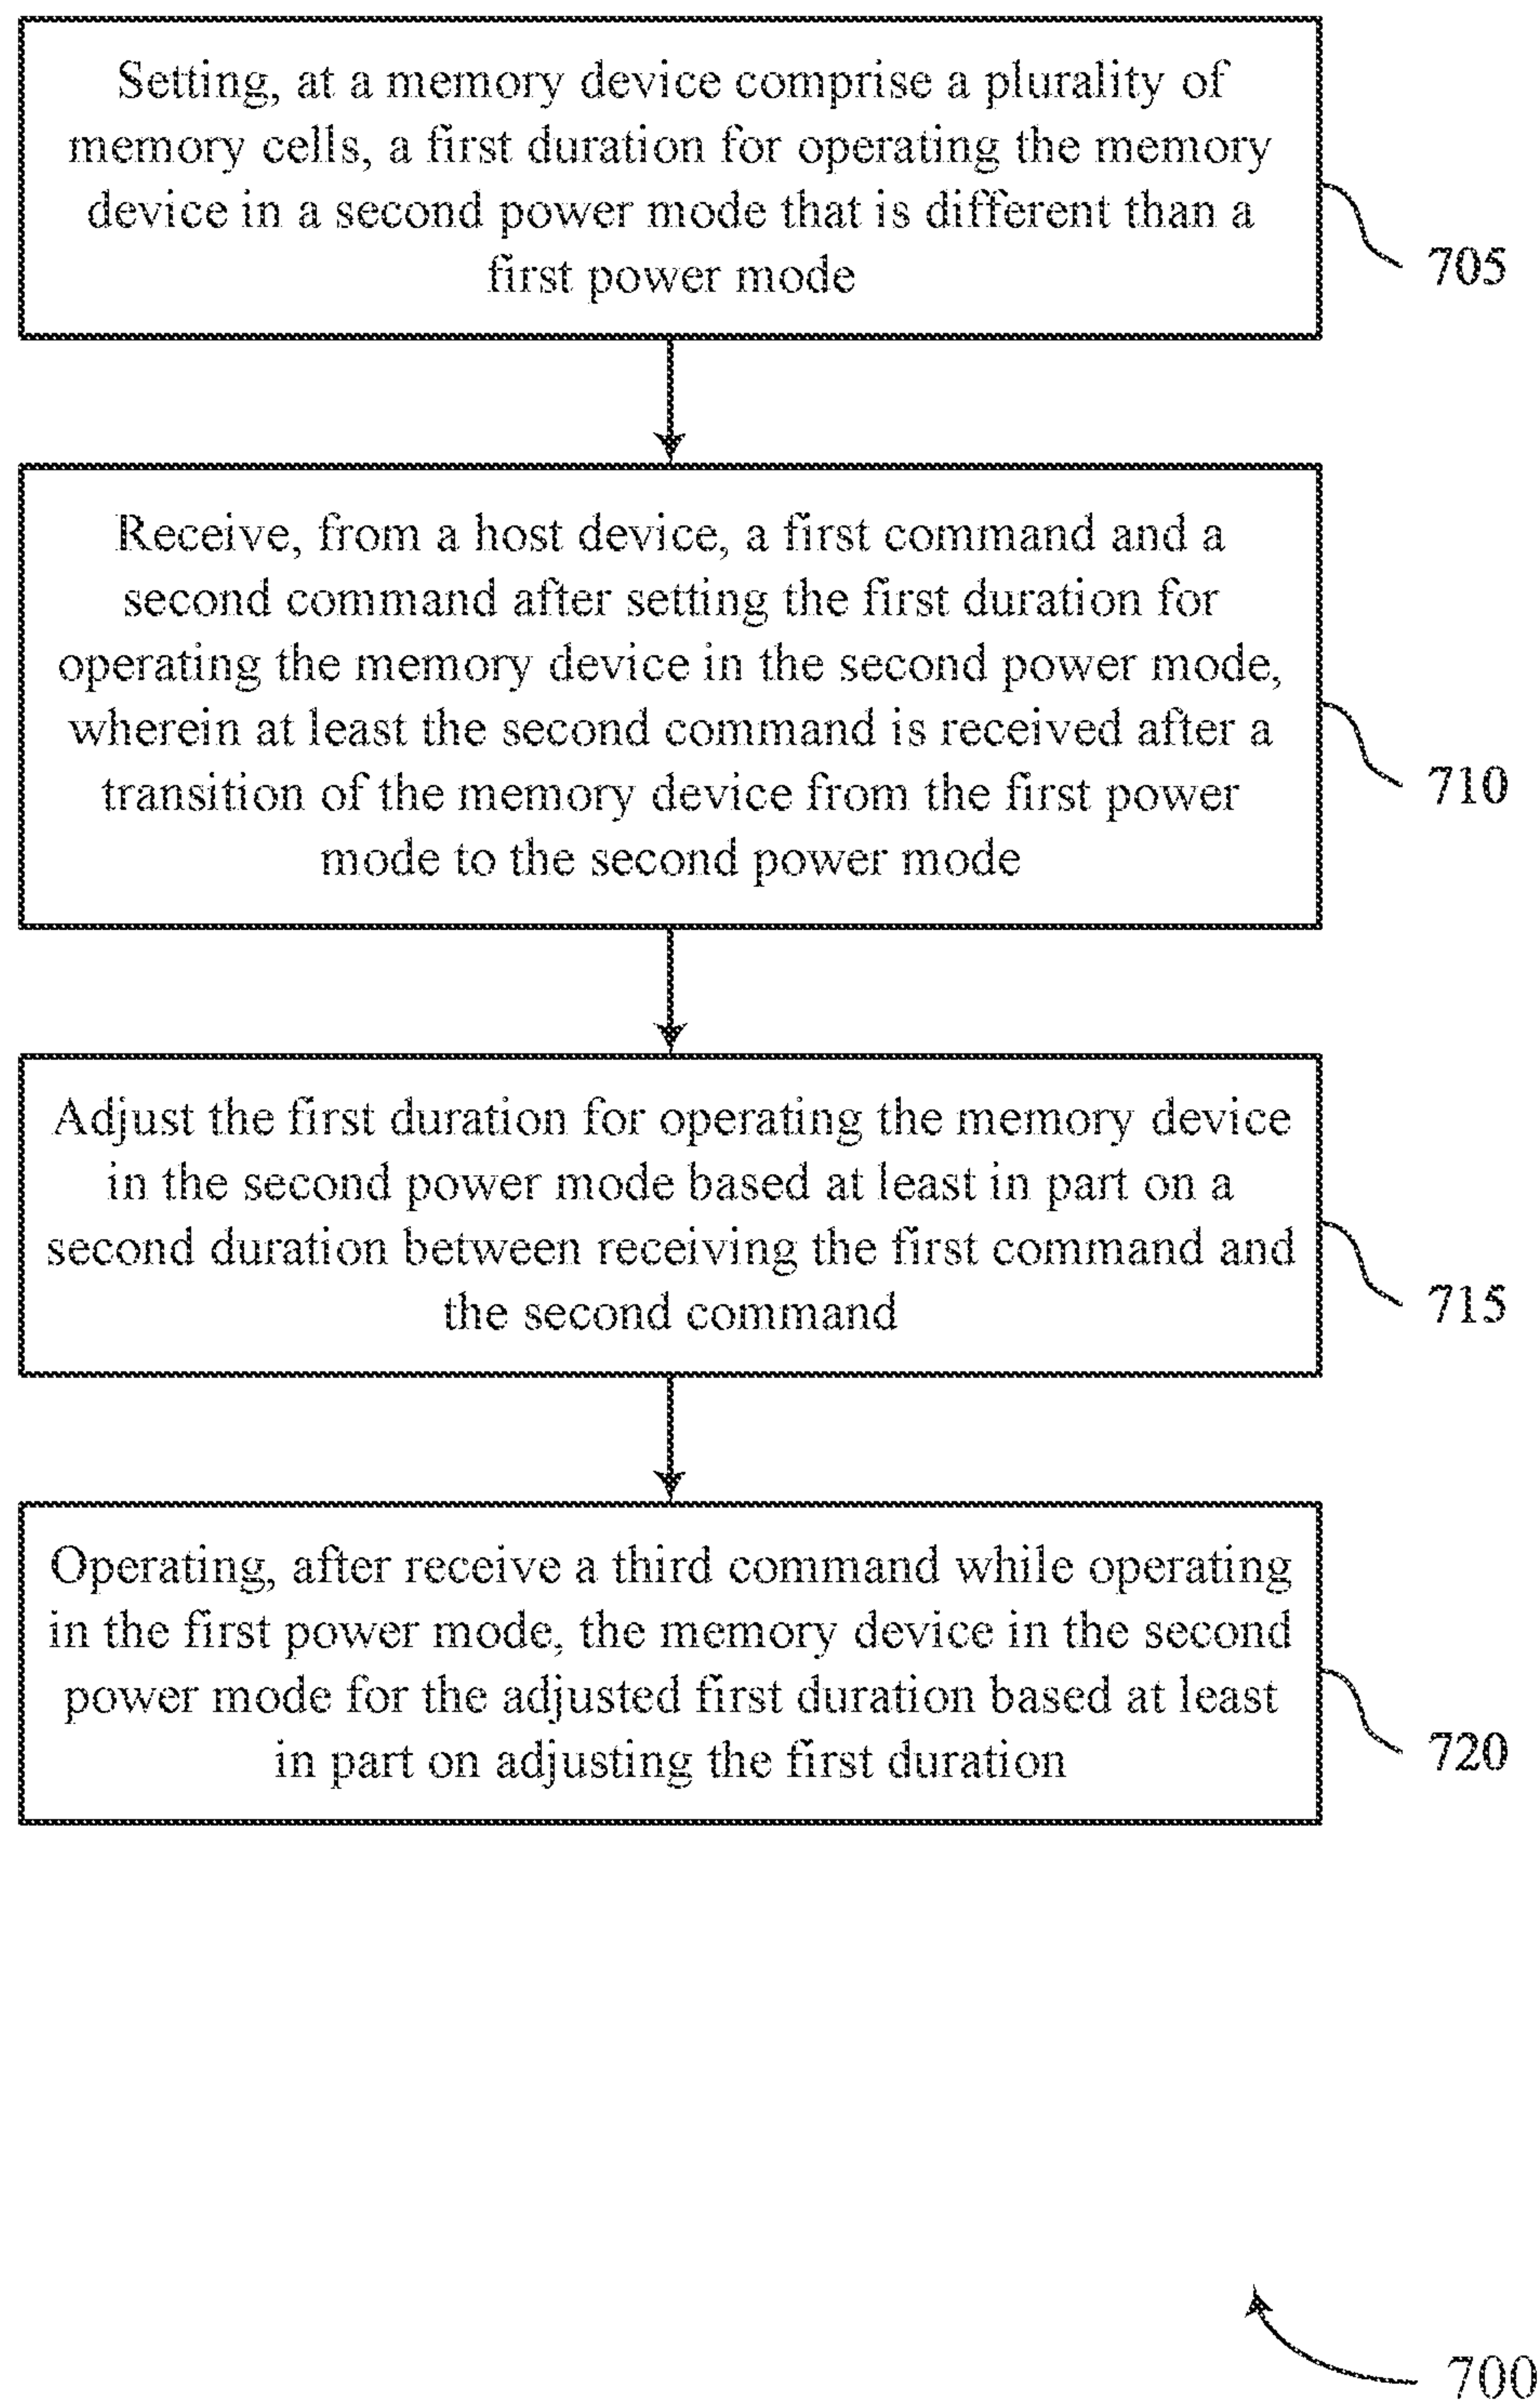 Setting, at a memory device comprise a plurality of
memory cells, a first duration for operating the memory
device in a second power mode that is different than a
first power mode
705
Receive, from a host device, a first command and a
second command after setting the first duration for
operating the memory device in the second power mode,
wherein at least the second command is received after a
transition of the memory device from the first power
mode to the second power mode
710
Adjust the first duration for operating the memory device
in the second power mode based at least in part on a
second duration between receiving the first command and
the second command
715
Operating, after receive a third command while operating
in the first power mode, the memory device in the second
power mode for the adjusted first duration based at least
in part on adjusting the first duration
720
700